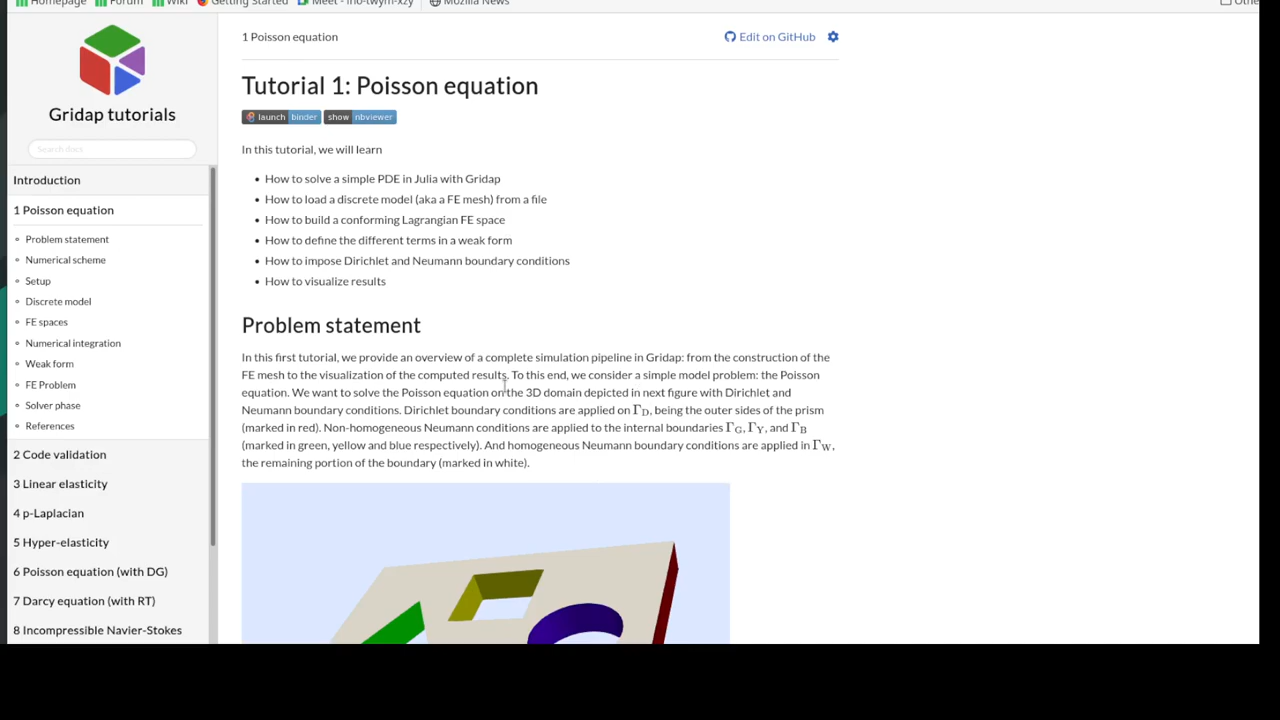 Homepage Forum Wiki Getting Started Meet - fho-twym-xzy Mozilla News
Gridap tutorials
Search docs
Introduction
1 Poisson equation
Problem statement
Numerical scheme
Setup
Discrete model
FE spaces
Numerical integration
Weak form
FE Problem
Solver phase
References
2 Code validation
3 Linear elasticity
4 p-Laplacian
5 Hyper-elasticity
6 Poisson equation (with DG)
7 Darcy equation (with RT)
8 Incompressible Navier-Stokes
1 Poisson equation
Edit on GitHub
Tutorial 1: Poisson equation
launch binder show nbviewer
In this tutorial, we will learn
• How to solve a simple PDE in Julia with Gridap
• How to load a discrete model (aka a FE mesh) from a file
• How to build a conforming Lagrangian FE space
• How to define the different terms in a weak form
• How to impose Dirichlet and Neumann boundary conditions
• How to visualize results
Problem statement
In this first tutorial, we provide an overview of a complete simulation pipeline in Gridap: from the construction of the
FE mesh to the visualization of the computed results. To this end, we consider a simple model problem: the Poisson
equation. We want to solve the Poisson equation on the 3D domain depicted in next figure with Dirichlet and
Neumann boundary conditions. Dirichlet boundary conditions are applied on Γ_D, being the outer sides of the prism
(marked in red). Non-homogeneous Neumann conditions are applied to the internal boundaries Γ_G, Γ_Y, and Γ_B
(marked in green, yellow and blue respectively). And homogeneous Neumann boundary conditions are applied in Γ_W,
the remaining portion of the boundary (marked in white).